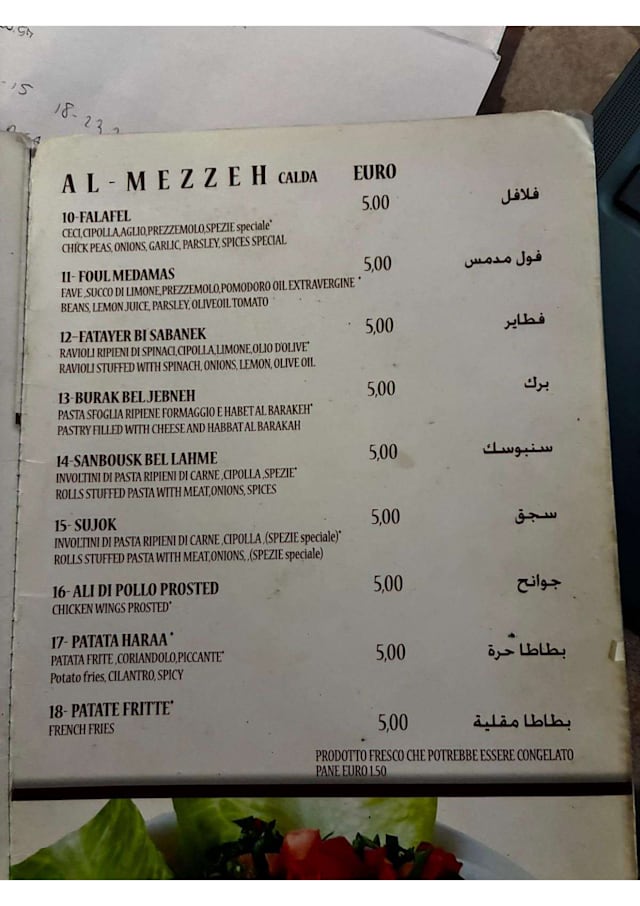 18-23
AL-MEZZEH CALDA EURO
10-FALAFEL 5.00 فلافل
CECI,CIPOLLA,AGLIO,PREZZEMOLO,SPEZIE speciale*
CHICK PEAS, ONIONS, GARLIC, PARSLEY, SPICES SPECIAL
11- FOUL MEDAMAS 5,00 فول مدمس
FAVE ,SUCCO DI LIMONE,PREZZEMOLO,POMODORO OIL EXTRAVERGINE *
BEANS, LEMON JUICE, PARSLEY, OLIVEOIL TOMATO
12-FATAYER BI SABANEK 5,00 فطاير
RAVIOLI RIPIENI DI SPINACI,CIPOLLA,LIMONE,OLIO D'OLIVE*
RAVIOLI STUFFED WITH SPINACH, ONIONS, LEMON, OLIVE OIL
13-BURAK BEL JEBNEH 5,00 برك
PASTA SFOGLIA RIPIENE FORMAGGIO E HABET AL BARAKEH*
PASTRY FILLED WITH CHEESE AND HABBAT AL BARAKAH
14-SANBOUSK BEL LAHME 5,00 سنبوسك
INVOLTINI DI PASTA RIPIENI DI CARNE ,CIPOLLA ,SPEZIE*
ROLLS STUFFED PASTA WITH MEAT,ONIONS, SPICES
15- SUJOK 5,00 سجق
INVOLTINI DI PASTA RIPIENI DI CARNE ,CIPOLLA ,(SPEZIE speciale)*
ROLLS STUFFED PASTA WITH MEAT,ONIONS, ,(SPEZIE speciale)
16- ALI DI POLLO PROSTED 5,00 جوانح
CHICKEN WINGS PROSTED*
17- PATATA HARAA * 5,00 بطاطا حرة
PATATA FRITE ,CORIANDOLO,PICCANTE*
Potato fries, CILANTRO, SPICY
18- PATATE FRITTE* 5,00 بطاطا مقلية
FRENCH FRIES
PRODOTTO FRESCO CHE POTREBBE ESSERE CONGELATO
PANE EURO 1.50